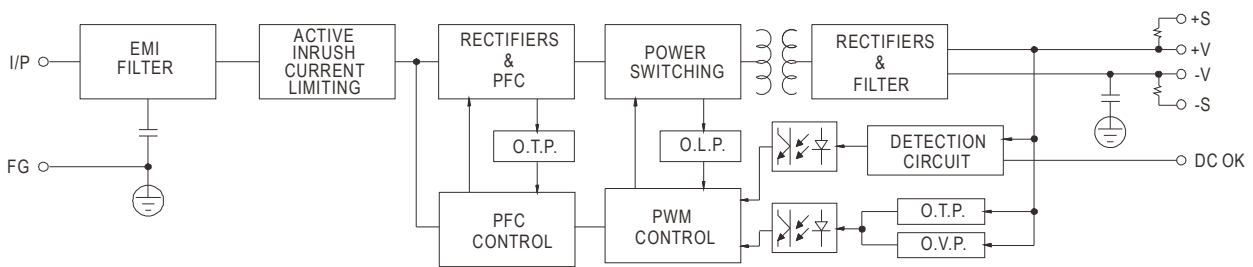 I/P
EMI
FILTER
ACTIVE
INRUSH
CURRENT
LIMITING
RECTIFIERS
&
PFC
POWER
SWITCHING
RECTIFIERS
&
FILTER
+S
+V
-V
-S
O.T.P.
O.L.P.
DETECTION
CIRCUIT
DC OK
FG
PFC
CONTROL
PWM
CONTROL
O.T.P.
O.V.P.